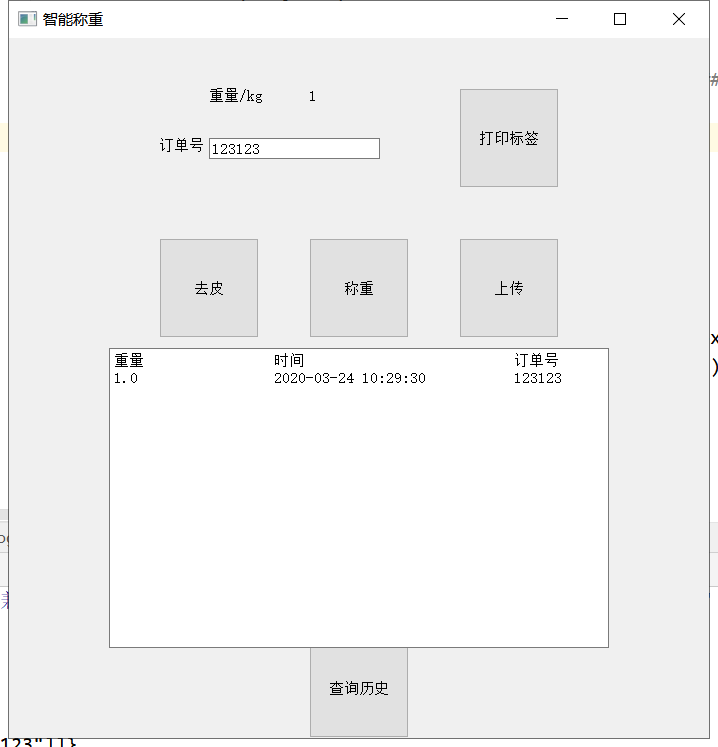 智能称重
重量/kg 1
打印标签
订单号 123123
去皮 称重 上传
重量 时间 订单号
1.0 2020-03-24 10:29:30 123123
查询历史
123"]]}